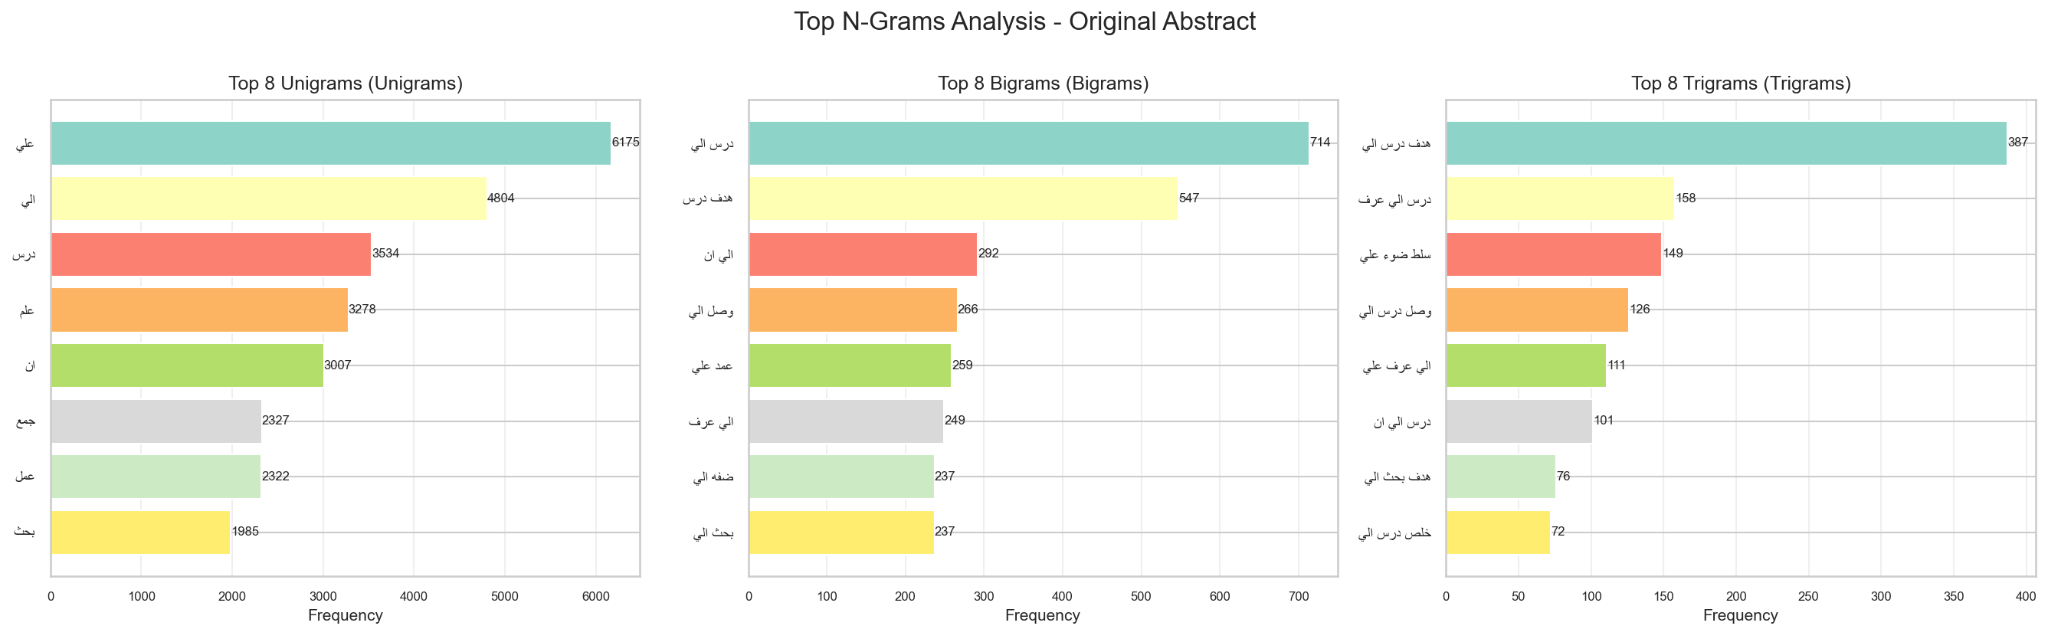 Top N-Grams Analysis - Original Abstract
Top 8 Unigrams (Unigrams)
علي
6175
الي
4804
درس
3534
علم
3278
ان
3007
جمع
2327
عمل
2322
بحث
1985
0 1000 2000 3000 4000 5000 6000
Frequency
Top 8 Bigrams (Bigrams)
درس الي
714
هدف درس
547
الي ان
292
وصل الي
266
عمد علي
259
الي عرف
249
ضفه الي
237
بحث الي
237
0 100 200 300 400 500 600 700
Frequency
Top 8 Trigrams (Trigrams)
هدف درس الي
387
درس الي عرف
158
سلط ضوء علي
149
وصل درس الي
126
الي عرف علي
111
درس الي ان
101
هدف بحث الي
76
خلص درس الي
72
0 50 100 150 200 250 300 350 400
Frequency